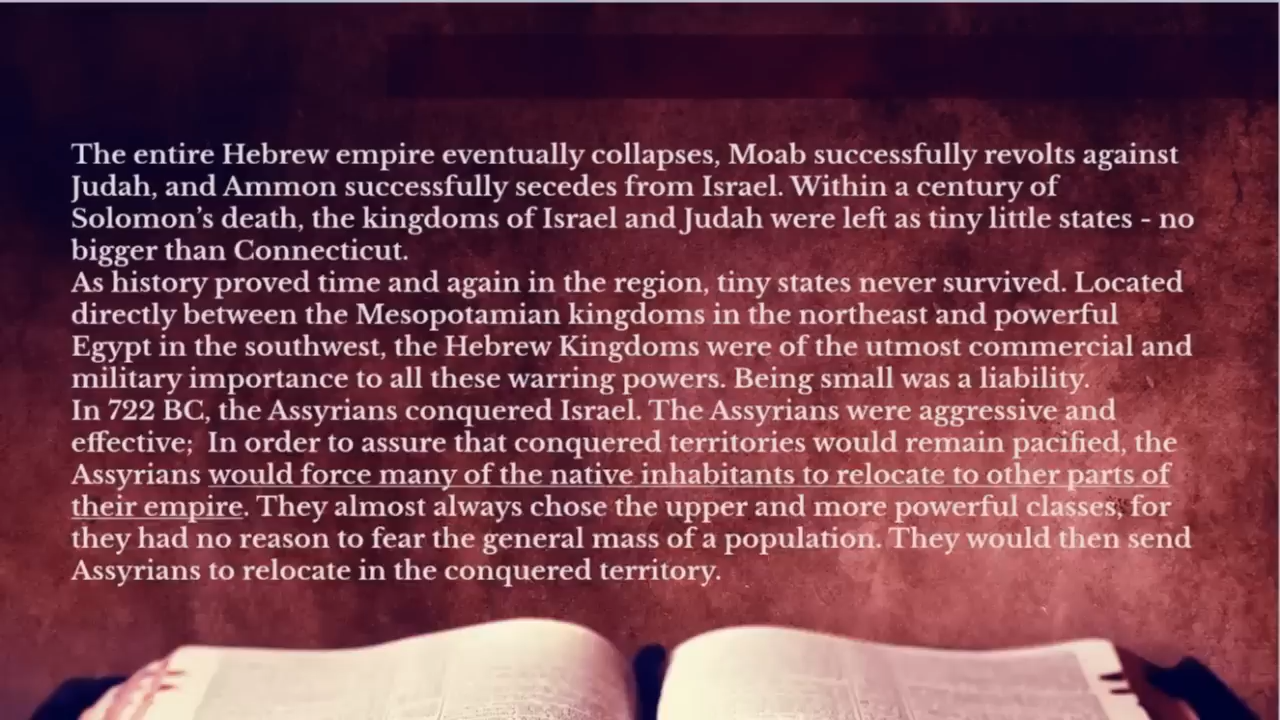 The entire Hebrew empire eventually collapses, Moab successfully revolts against
Judah, and Ammon successfully secedes from Israel. Within a century of
Solomon's death, the kingdoms of Israel and Judah were left as tiny little states - no
bigger than Connecticut.
As history proved time and again in the region, tiny states never survived. Located
directly between the Mesopotamian kingdoms in the northeast and powerful
Egypt in the southwest, the Hebrew Kingdoms were of the utmost commercial and
military importance to all these warring powers. Being small was a liability.
In 722 BC, the Assyrians conquered Israel. The Assyrians were aggressive and
effective;  In order to assure that conquered territories would remain pacified, the
Assyrians would force many of the native inhabitants to relocate to other parts of
their empire. They almost always chose the upper and more powerful classes, for
they had no reason to fear the general mass of a population. They would then send
Assyrians to relocate in the conquered territory.